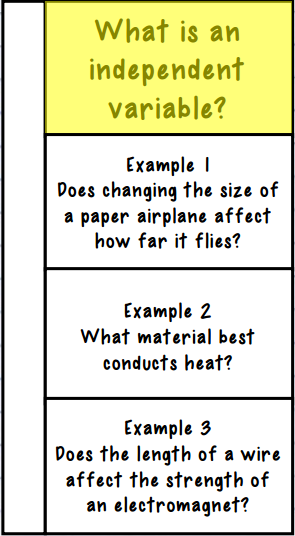 What is an
independent
variable?
Example 1
Does changing the size of
a paper airplane affect
how far it flies?
Example 2
What material best
conducts heat?
Example 3
Does the length of a wire
affect the strength of
an electromagnet?